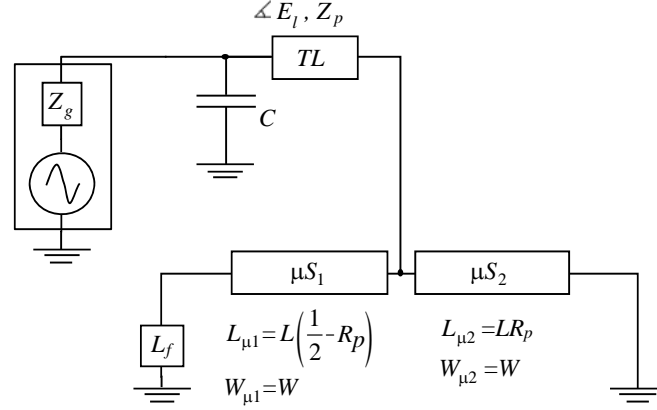 ∡ E_l , Z_p
TL
Z_g
C
μS_1
μS_2
L_f
L_μ1=L(1/2-R_p)
W_μ1=W
L_μ2=LR_p
W_μ2=W